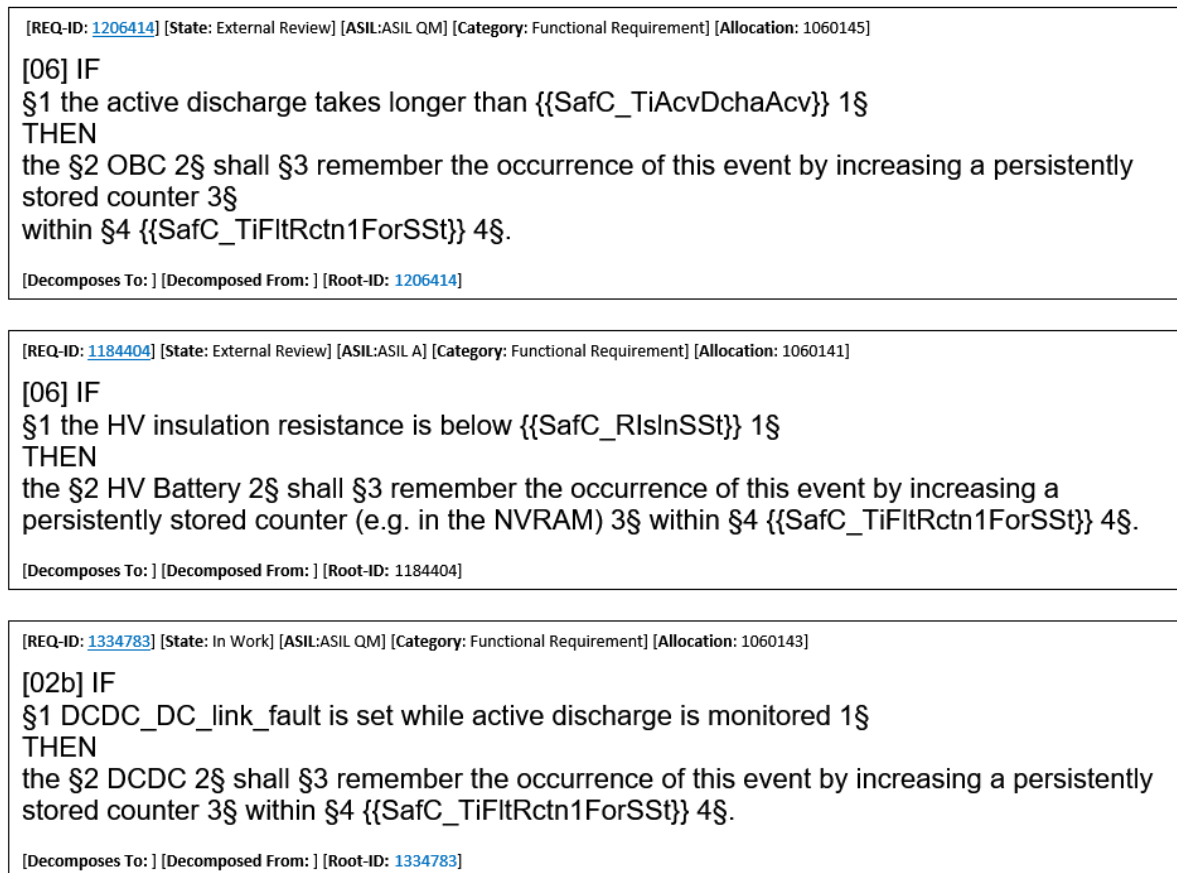 [REQ-ID: 1206414] [State: External Review] [ASIL:ASIL QM] [Category: Functional Requirement] [Allocation: 1060145]
[06] IF
§1 the active discharge takes longer than {{SafC_TiAcvDchaAcv}} 1§
THEN
the §2 OBC 2§ shall §3 remember the occurrence of this event by increasing a persistently
stored counter 3§
within §4 {{SafC_TiFltRctn1ForSSt}} 4§.
[Decomposes To: ] [Decomposed From: ] [Root-ID: 1206414]
[REQ-ID: 1184404] [State: External Review] [ASIL:ASIL A] [Category: Functional Requirement] [Allocation: 1060141]
[06] IF
§1 the HV insulation resistance is below {{SafC_RIsInSSt}} 1§
THEN
the §2 HV Battery 2§ shall §3 remember the occurrence of this event by increasing a
persistently stored counter (e.g. in the NVRAM) 3§ within §4 {{SafC_TiFltRctn1ForSSt}} 4§.
[Decomposes To: ] [Decomposed From: ] [Root-ID: 1184404]
[REQ-ID: 1334783] [State: In Work] [ASIL:ASIL QM] [Category: Functional Requirement] [Allocation: 1060143]
[02b] IF
§1 DCDC_DC_link_fault is set while active discharge is monitored 1§
THEN
the §2 DCDC 2§ shall §3 remember the occurrence of this event by increasing a persistently
stored counter 3§ within §4 {{SafC_TiFltRctn1ForSSt}} 4§.
[Decomposes To: ] [Decomposed From: ] [Root-ID: 1334783]